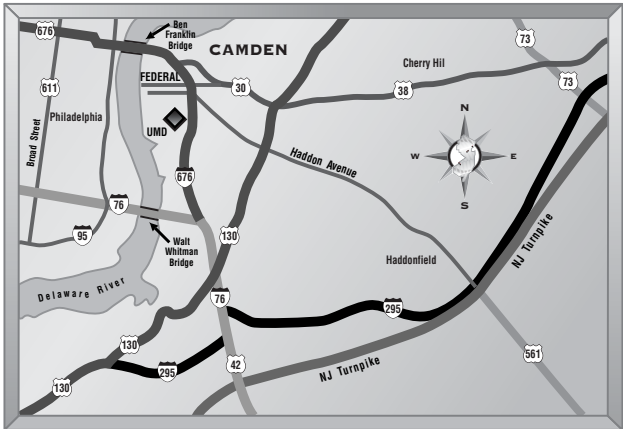 676
Ben
Franklin
Bridge
CAMDEN
73
Cherry Hil
73
FEDERAL
30
38
611
Philadelphia
Broad Street
UMD
N
W
E
S
Haddon Avenue
676
76
95
Walt
Whitman
Bridge
130
Haddonfield
NJ Turnpike
Delaware River
76
295
130
295
42
NJ Turnpike
561
130